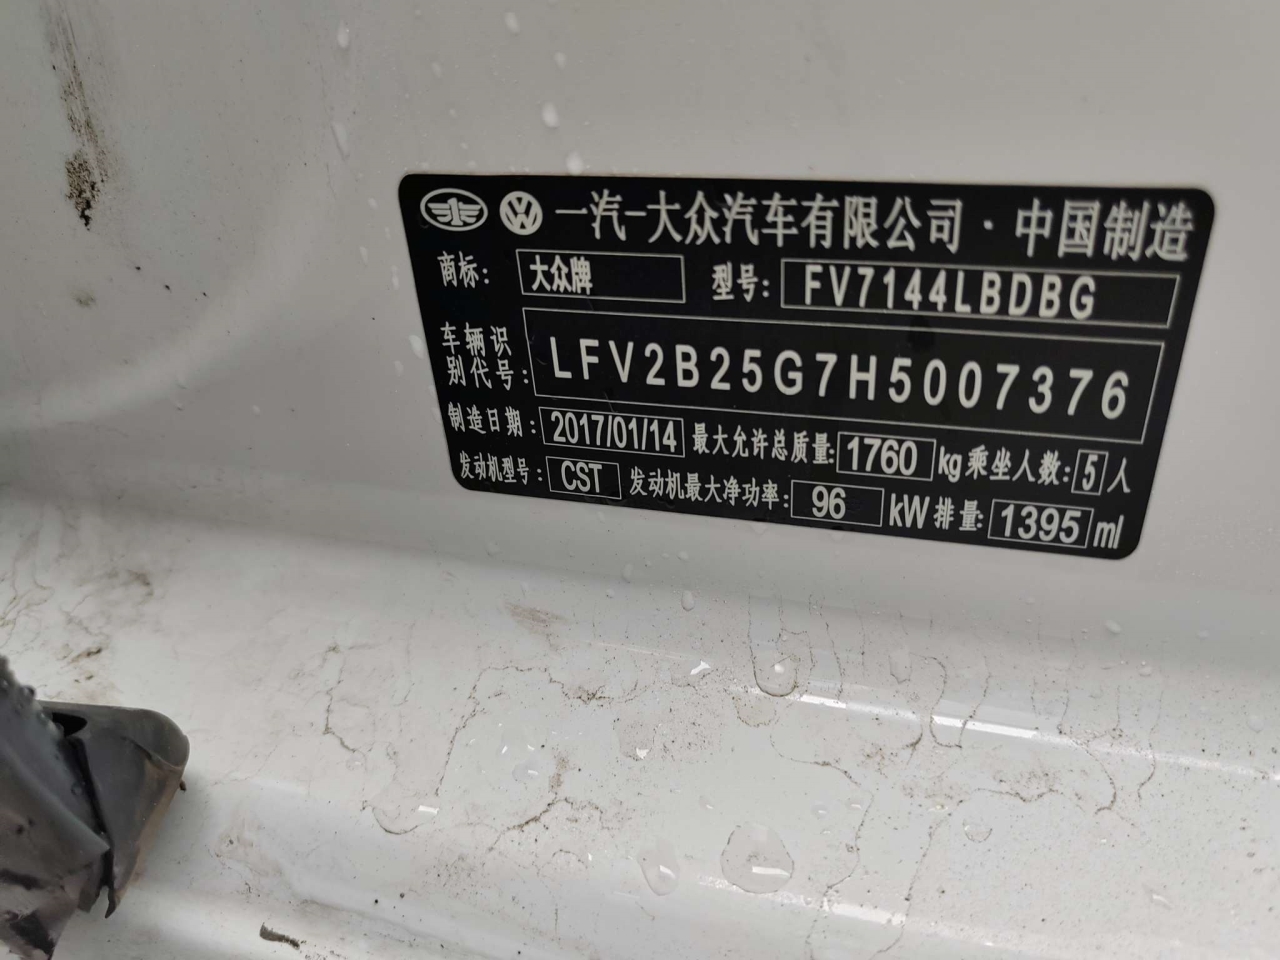 一汽-大众汽车有限公司·中国制造
商标: 大众牌 型号: FV7144LBDBG
车辆识别代号: LFV2B25G7H5007376
制造日期: 2017/01/14 最大允许总质量: 1760 kg 乘坐人数: 5 人
发动机型号: CST 发动机最大净功率: 96 kW 排量: 1395 ml